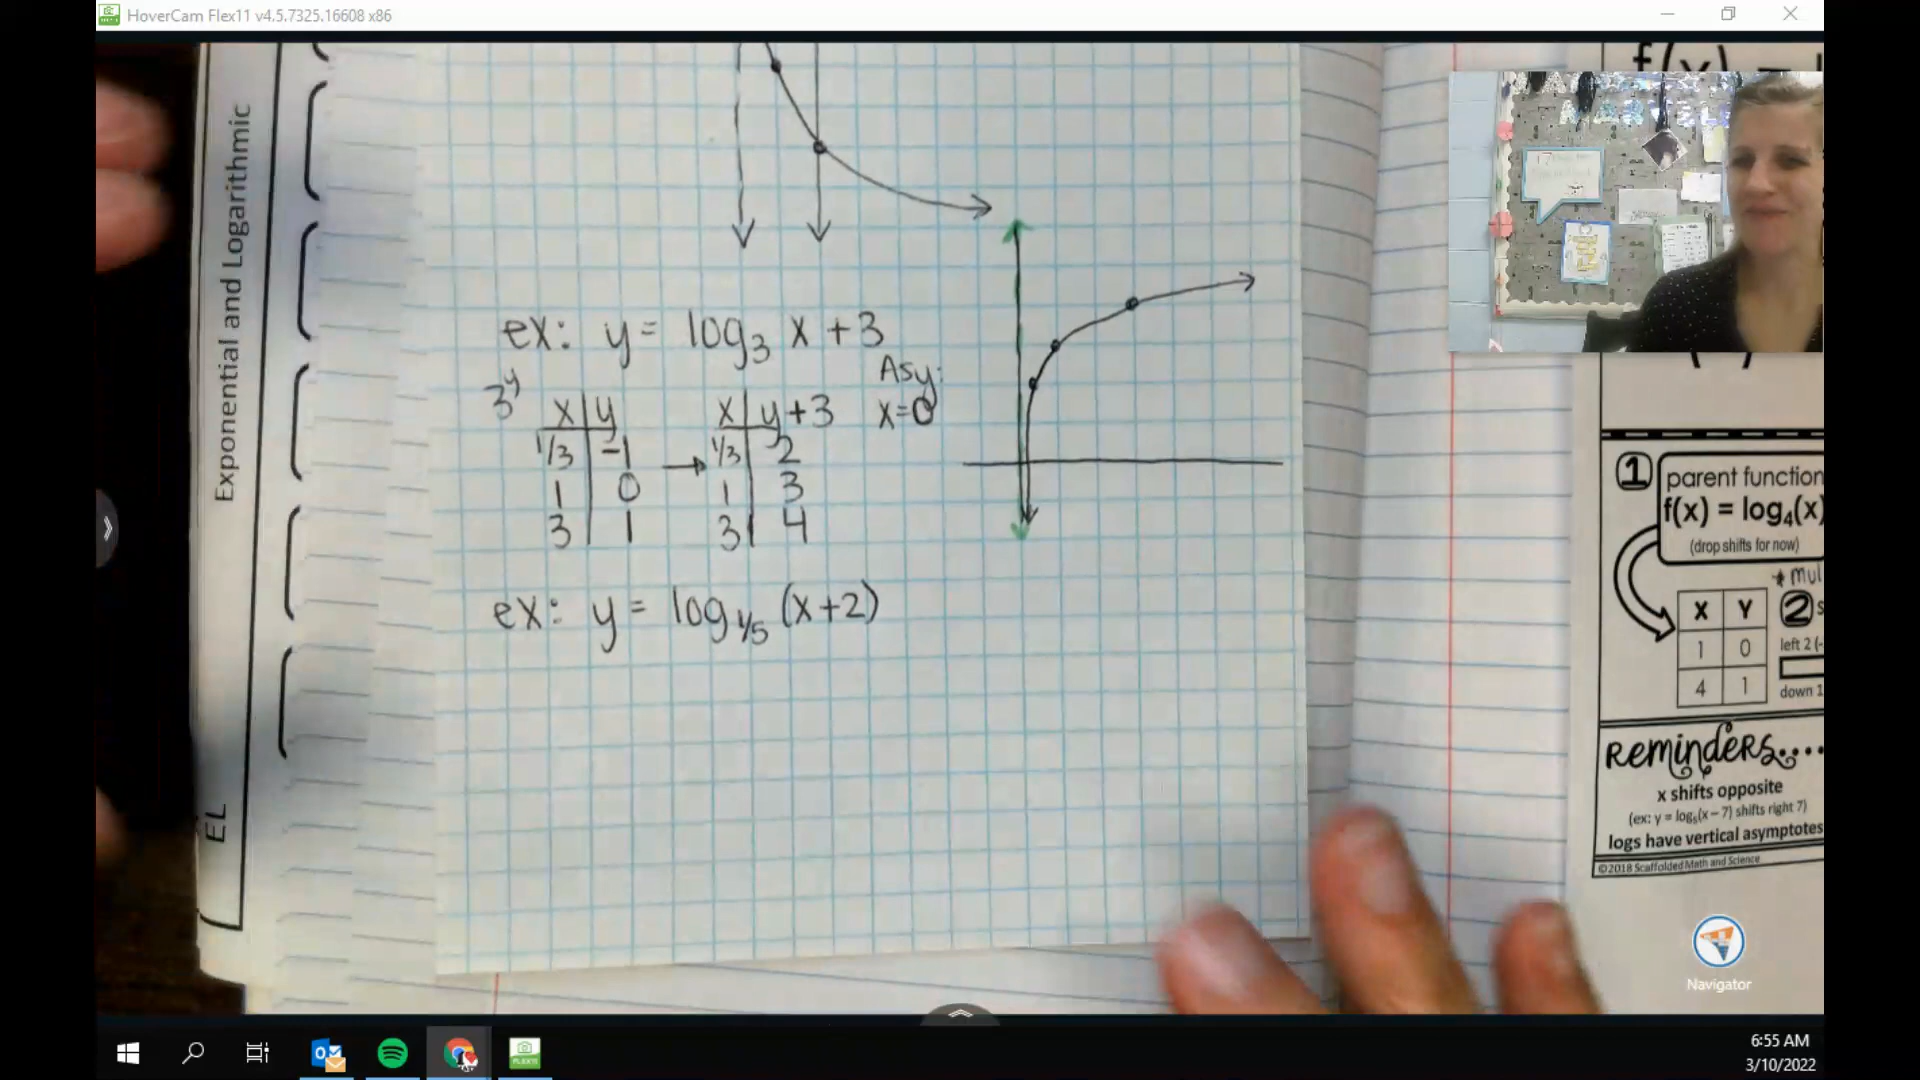 HoverCam Flex11 v4.5.7325.16608 x86
Exponential and Logarithmic
EL
ex: y = log₃ x + 3
Asy:
x=0
3ʸ
x | y
1/3 | -1
1 | 0
3 | 1
→
x | y+3
1/3 | 2
1 | 3
3 | 4
ex: y = log₁/₅ (x+2)
1 parent function
f(x) = log₄(x)
(drop shifts for now)
* mul
X Y
1 0
4 1
2 s
left 2 (-
down 1
REMINDERS....
x shifts opposite
(ex: y = log₅(x – 7) shifts right 7)
logs have vertical asymptotes
©2018 Scaffolded Math and Science
Navigator
FLEX11
6:55 AM
3/10/2022